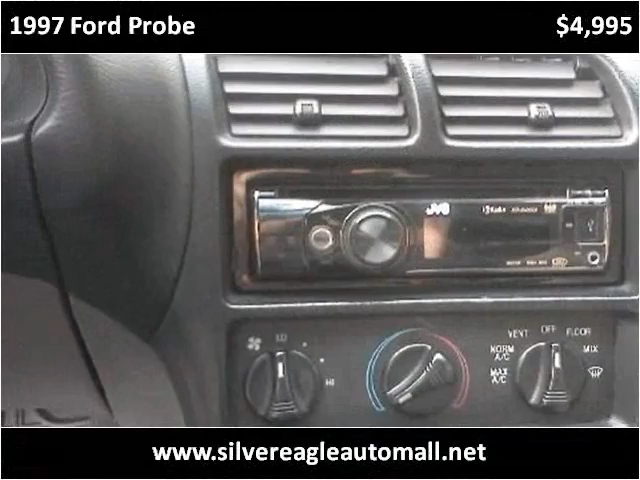 1997 Ford Probe $4,995
JVC
LO
HI
OFF
VENT FLOOR
NORM A/C MIX
MAX A/C
www.silvereagleautomall.net